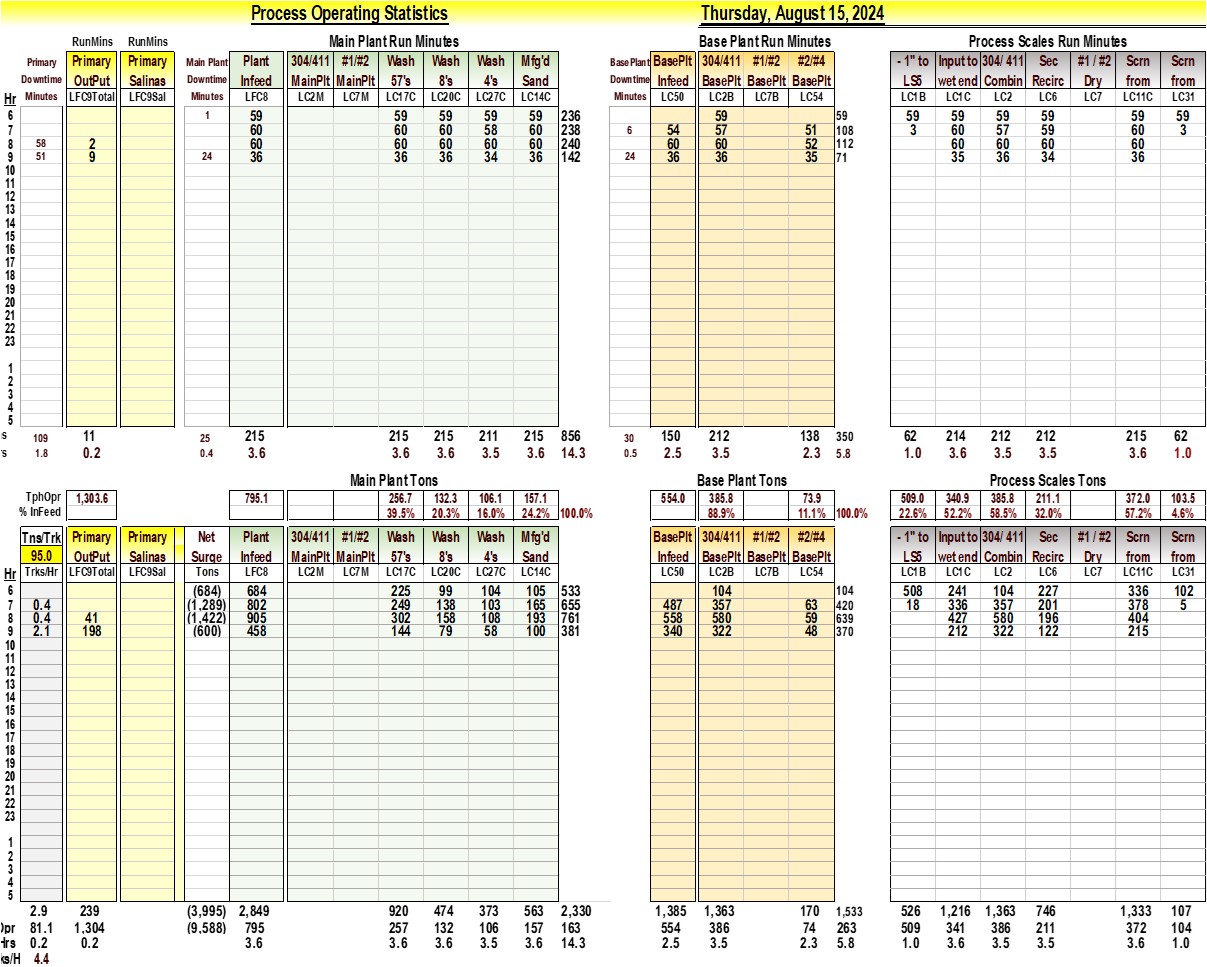 Process Operating Statistics Thursday, August 15, 2024
RunMins RunMins Main Plant Run Minutes Base Plant Run Minutes Process Scales Run Minutes
Primary Primary Primary Main Plant Plant 304/411 #1/#2 Wash Wash Wash Mfg'd BasePlant BasePlt 304/411 #1/#2 #2/#4 - 1" to Input to 304/ 411 Sec #1 / #2 Scrn Scrn
Downtime OutPut Salinas Downtime Infeed MainPlt MainPlt 57's 8's 4's Sand Downtime Infeed BasePlt BasePlt BasePlt LS5 wet end Combin Recirc Dry from from
Hr Minutes LFC9Total LFC9Sal Minutes LFC8 LC2M LC7M LC17C LC20C LC27C LC14C Minutes LC50 LC2B LC7B LC54 LC1B LC1C LC2 LC6 LC7 LC11C LC31
6 1 59 59 59 59 59 236 59 59 59 59 59 59 59 59
7 60 60 60 58 60 238 6 54 57 51 108 3 60 57 59 60 3
8 58 2 60 60 60 60 60 240 60 60 52 112 60 60 60 60
9 51 9 24 36 36 36 34 36 142 24 36 36 35 71 35 36 34 36
10
11
12
13
14
15
16
17
18
19
20
21
22
23
1
2
3
4
5
s 109 11 25 215 215 215 211 215 856 30 150 212 138 350 62 214 212 212 215 62
s 1.8 0.2 0.4 3.6 3.6 3.6 3.5 3.6 14.3 0.5 2.5 3.5 2.3 5.8 1.0 3.6 3.5 3.5 3.6 1.0
Main Plant Tons Base Plant Tons Process Scales Tons
TphOpr 1,303.6 795.1 256.7 132.3 106.1 157.1 554.0 385.8 73.9 509.0 340.9 385.8 211.1 372.0 103.5
% InFeed 39.5% 20.3% 16.0% 24.2% 100.0% 88.9% 11.1% 100.0% 22.6% 52.2% 58.5% 32.0% 57.2% 4.6%
Tns/Trk Primary Primary Net Plant 304/411 #1/#2 Wash Wash Wash Mfg'd BasePlt 304/411 #1/#2 #2/#4 - 1" to Input to 304/ 411 Sec #1 / #2 Scrn Scrn
95.0 OutPut Salinas Surge Infeed MainPlt MainPlt 57's 8's 4's Sand Infeed BasePlt BasePlt BasePlt LS5 wet end Combin Recirc Dry from from
Hr Trks/Hr LFC9Total LFC9Sal Tons LFC8 LC2M LC7M LC17C LC20C LC27C LC14C LC50 LC2B LC7B LC54 LC1B LC1C LC2 LC6 LC7 LC11C LC31
6 (684) 684 225 99 104 105 533 104 104 508 241 104 227 336 102
7 0.4 (1,289) 802 249 138 103 165 655 487 357 63 420 18 336 357 201 378 5
8 0.4 41 (1,422) 905 302 158 108 193 761 558 580 59 639 427 580 196 404
9 2.1 198 (600) 458 144 79 58 100 381 340 322 48 370 212 322 122 215
10
11
12
13
14
15
16
17
18
19
20
21
22
23
1
2
3
4
5
2.9 239 (3,995) 2,849 920 474 373 563 2,330 1,385 1,363 170 1,533 526 1,216 1,363 746 1,333 107
Opr 81.1 1,304 (9,588) 795 257 132 106 157 163 554 386 74 263 509 341 386 211 372 104
Hrs 0.2 0.2 3.6 3.6 3.6 3.5 3.6 14.3 2.5 3.5 2.3 5.8 1.0 3.6 3.5 3.5 3.6 1.0
ks/H 4.4